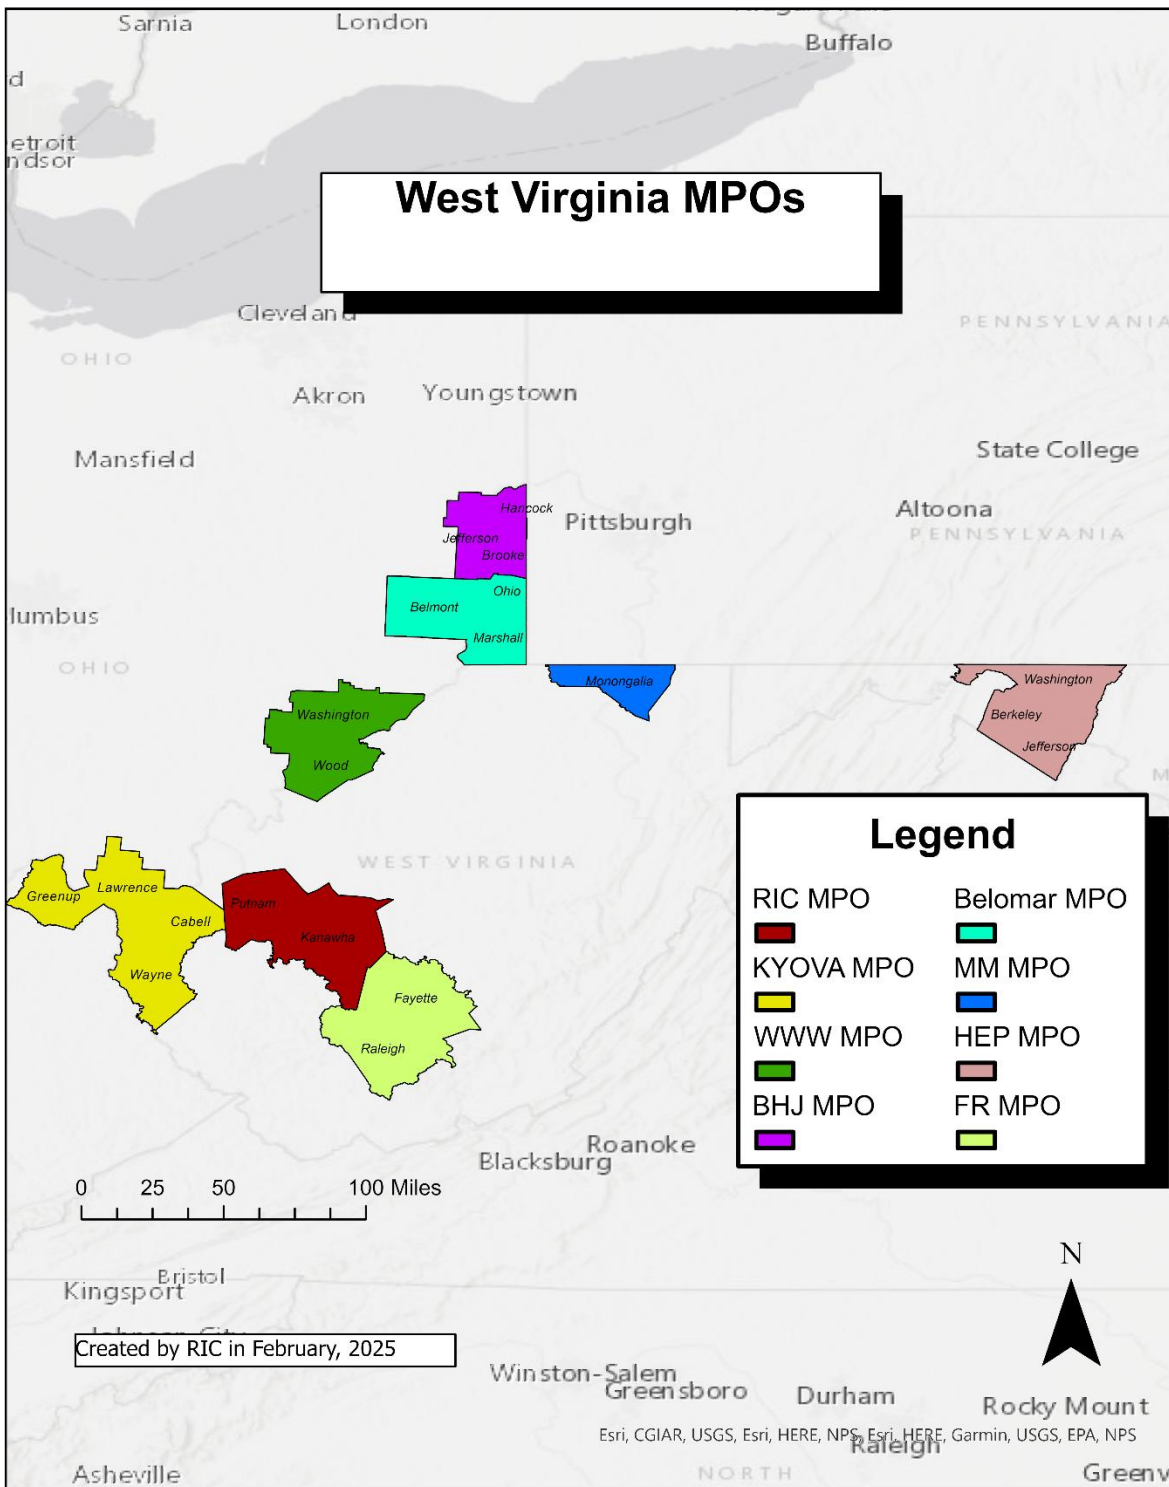 Sarnia
London
Buffalo
etroit
ndsor
West Virginia MPOs
Cleveland
PENNSYLVANIA
OHIO
Akron
Youngstown
Mansfield
State College
Hancock
Pittsburgh
Altoona
PENNSYLVANIA
Jefferson
Brooke
Ohio
Belmont
lumbus
Marshall
OHIO
Monongalia
Washington
Washington
Berkeley
Jefferson
Wood
Legend
WEST VIRGINIA
RIC MPO
Belomar MPO
KYOVA MPO
MM MPO
WWW MPO
HEP MPO
BHJ MPO
FR MPO
Greenup
Lawrence
Cabell
Putnam
Kanawha
Wayne
Fayette
Raleigh
Roanoke
Blacksburg
0 25 50 100 Miles
N
Bristol
Kingsport
Created by RIC in February, 2025
Winston-Salem
Greensboro
Durham
Rocky Mount
Esri, CGIAR, USGS, Esri, HERE, NPS, Esri, HERE, Garmin, USGS, EPA, NPS
Raleigh
Asheville
NORTH
Greenv